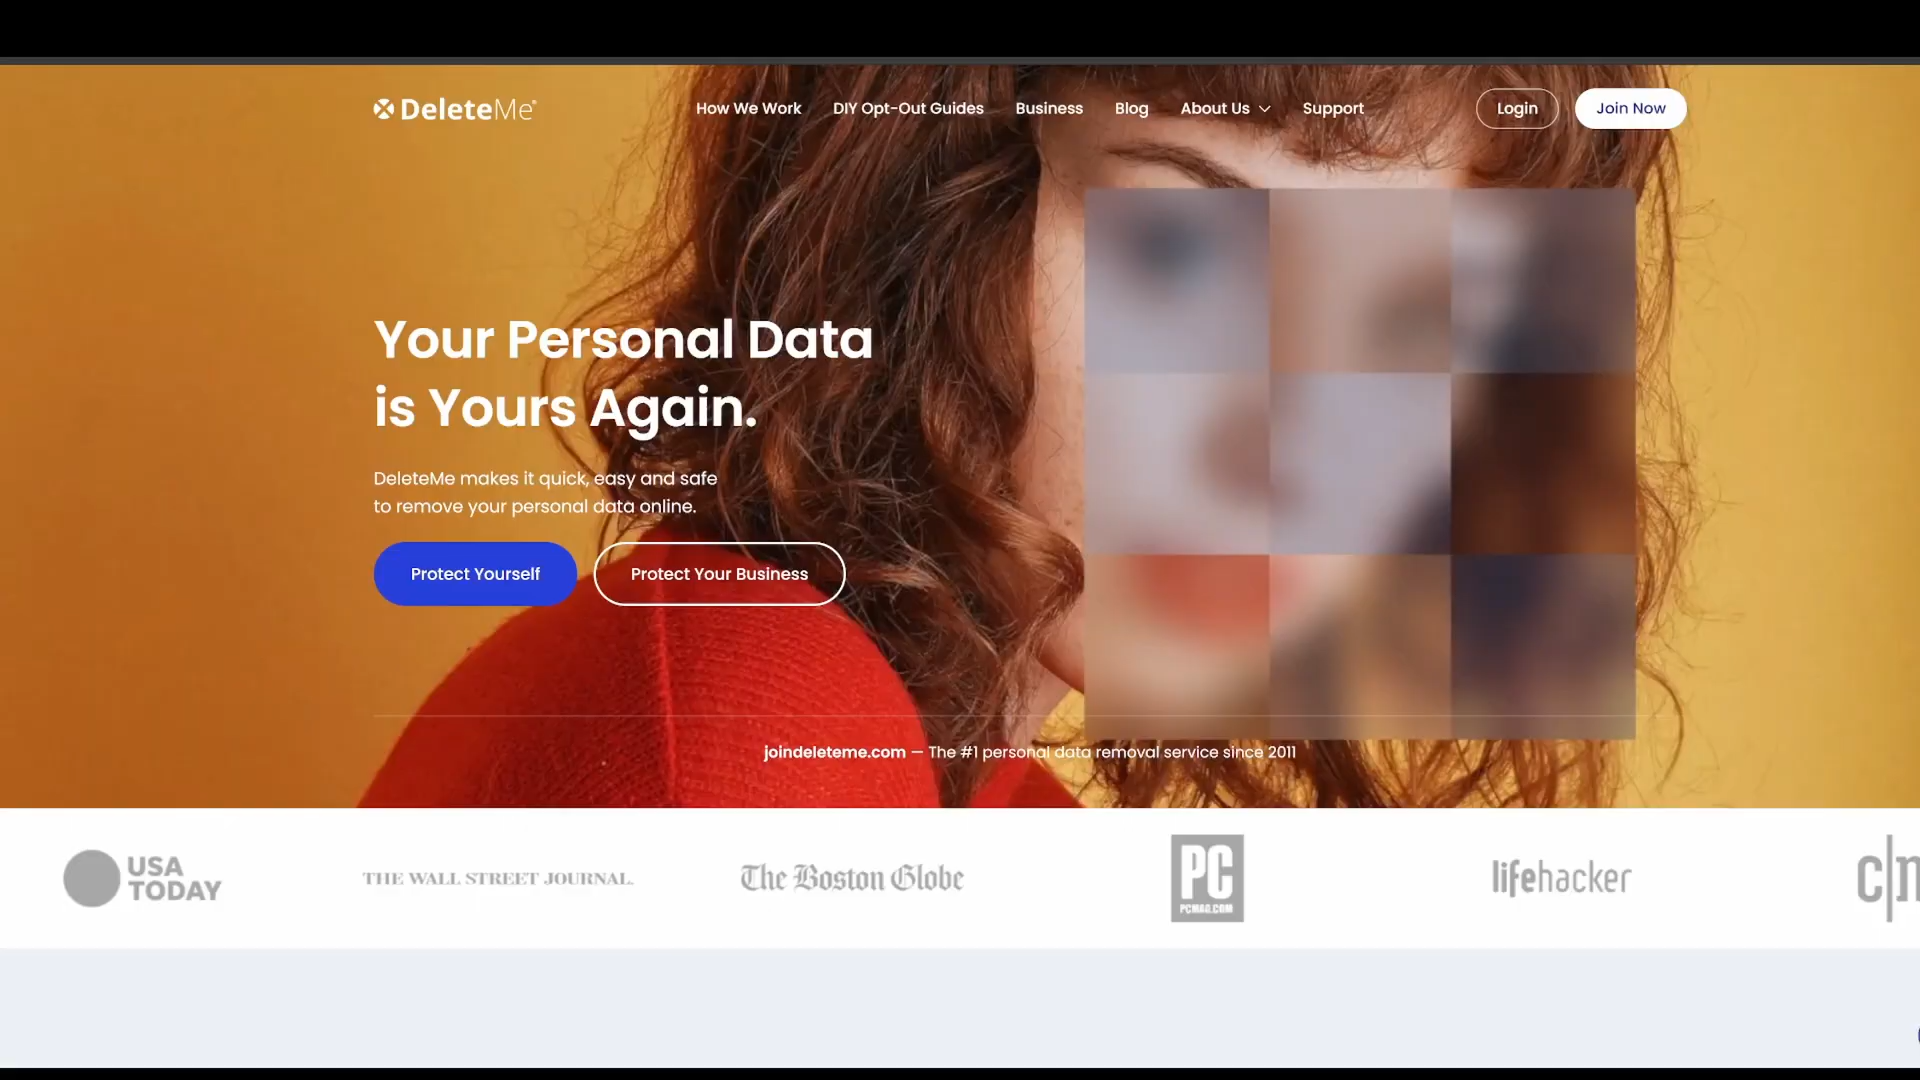 DeleteMe®
How We Work
DIY Opt-Out Guides
Business
Blog
About Us
Support
Login
Join Now
Your Personal Data
is Yours Again.
DeleteMe makes it quick, easy and safe
to remove your personal data online.
Protect Yourself
Protect Your Business
joindeleteme.com — The #1 personal data removal service since 2011
USA
TODAY
THE WALL STREET JOURNAL.
The Boston Globe
PC
PCMAG.COM
lifehacker